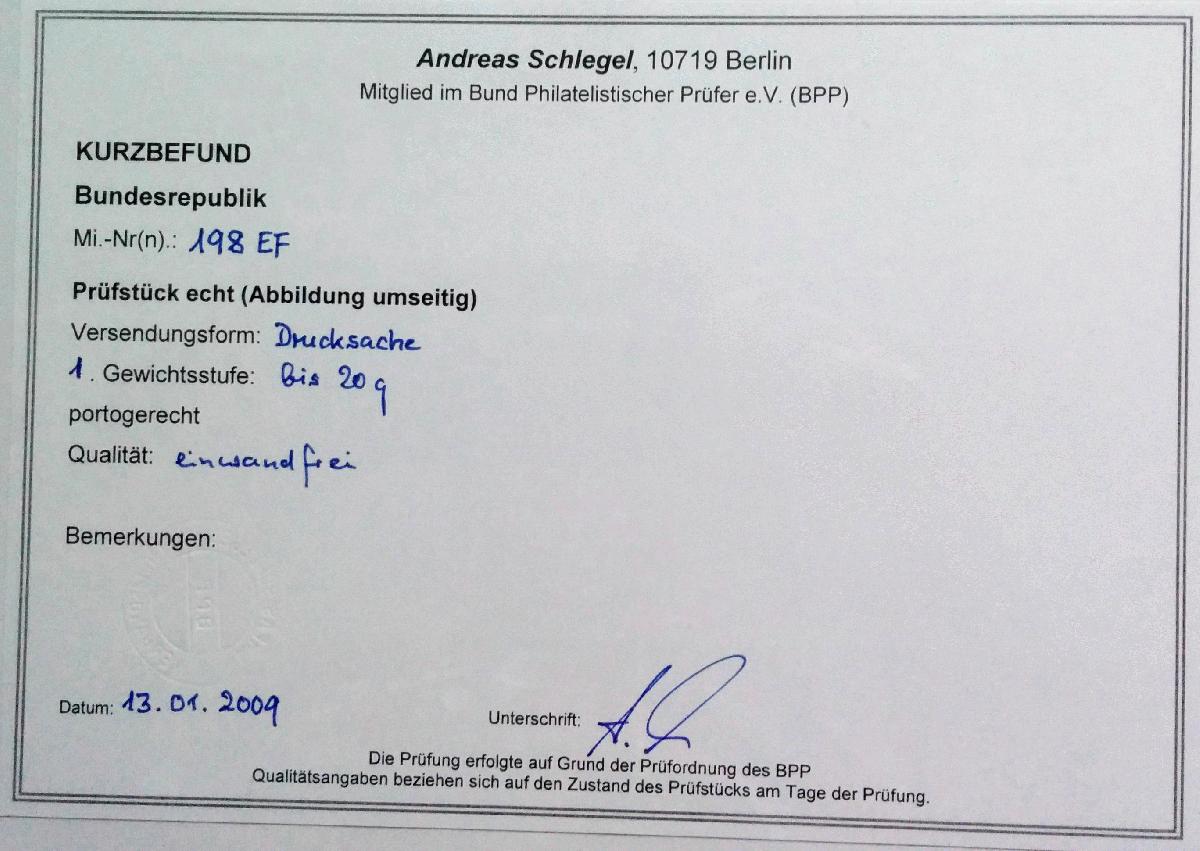 Andreas Schlegel, 10719 Berlin
Mitglied im Bund Philatelistischer Prüfer e.V. (BPP)
KURZBEFUND
Bundesrepublik
Mi.-Nr(n).: 198 EF
Prüfstück echt (Abbildung umseitig)
Versendungsform: Drucksache
1. Gewichtsstufe: bis 20 g
portogerecht
Qualität: einwandfrei
Bemerkungen:
BPP
Datum: 13.01.2009
Unterschrift:
Die Prüfung erfolgte auf Grund der Prüfordnung des BPP
Qualitätsangaben beziehen sich auf den Zustand des Prüfstücks am Tage der Prüfung.